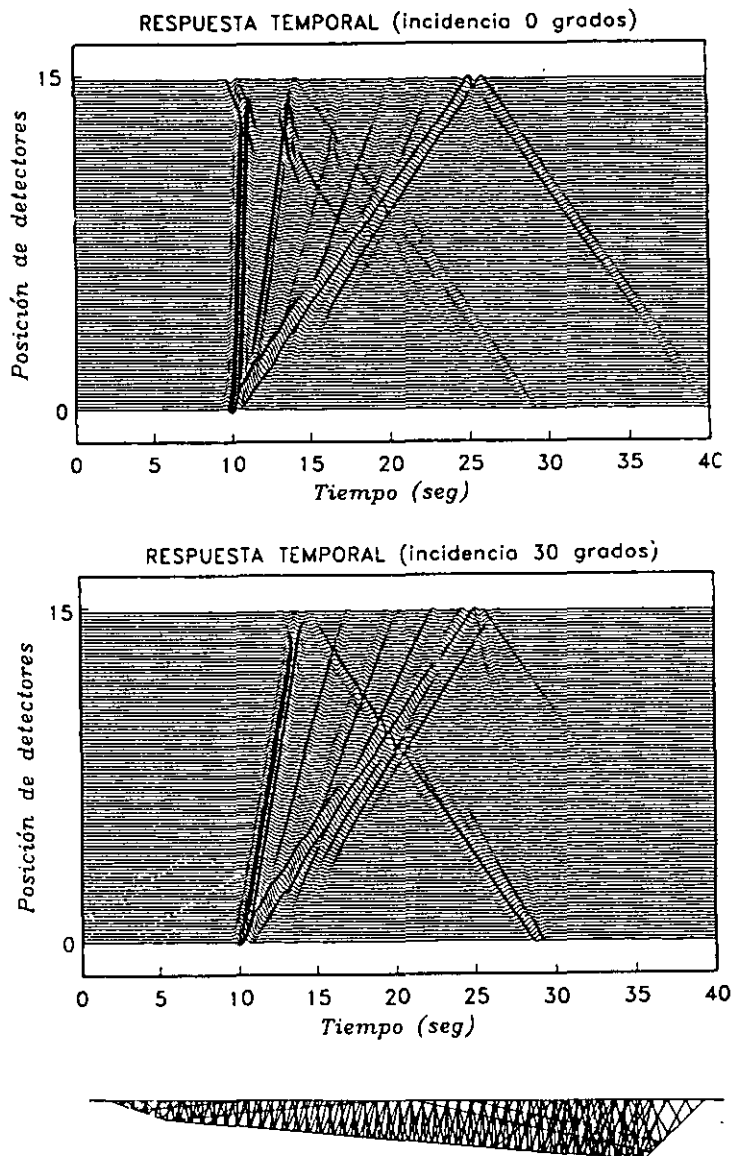 RESPUESTA TEMPORAL (incidencia 0 grados)
15
Posición de detectores
0
0 5 10 15 20 25 30 35 40
Tiempo (seg)
RESPUESTA TEMPORAL (incidencia 30 grados)
15
Posición de detectores
0
0 5 10 15 20 25 30 35 40
Tiempo (seg)